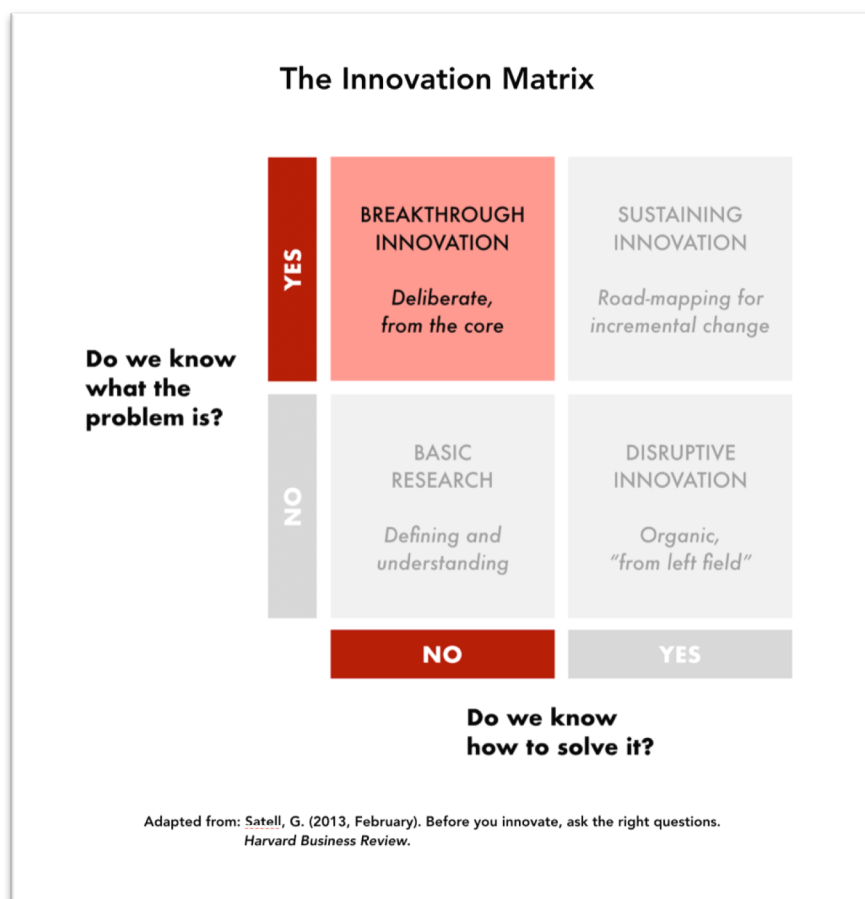 The Innovation Matrix
YES
BREAKTHROUGH
INNOVATION
Deliberate,
from the core
SUSTAINING
INNOVATION
Road-mapping for
incremental change
Do we know
what the
problem is?
NO
BASIC
RESEARCH
Defining and
understanding
DISRUPTIVE
INNOVATION
Organic,
“from left field”
NO
YES
Do we know
how to solve it?
Adapted from: Satell, G. (2013, February). Before you innovate, ask the right questions.
Harvard Business Review.